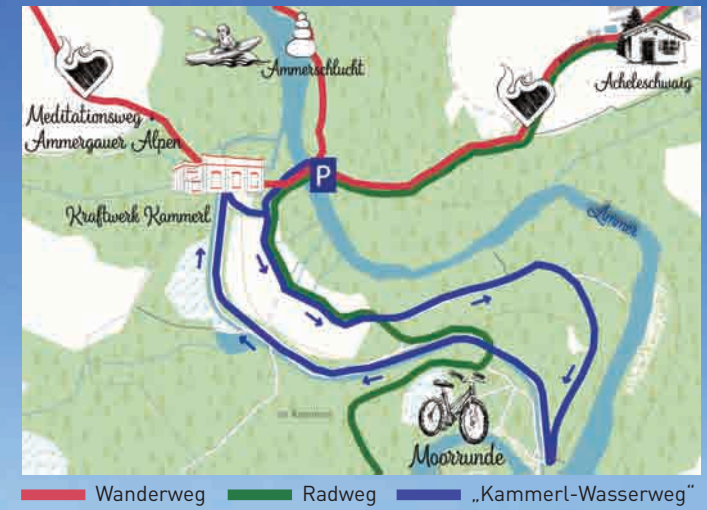 Ammerschlucht
Acheleschwaig
Meditationsweg
Ammergauer Alpen
P
Kraftwerk Kammerl
Ammer
Moorrunde
Wanderweg
Radweg
„Kammerl-Wasserweg“